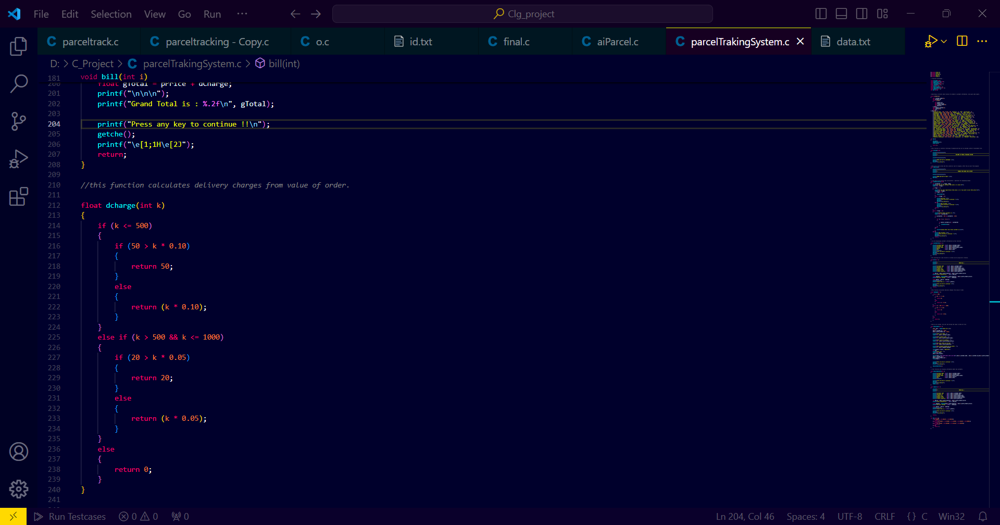 File Edit Selection View Go Run ··· Clg_project
parceltrack.c parceltracking - Copy.c o.c id.txt final.c aiParcel.c parcelTrakingSystem.c data.txt
D: > C_Project > parcelTrakingSystem.c > bill(int)
181 void bill(int i)
200 float gTotal = pPrice + dCharge;
201 printf("\n\n\n");
202 printf("Grand Total is : %.2f\n", gTotal);
203
204 printf("Press any key to continue !!\n");
205 getche();
206 printf("\e[1;1H\e[2J");
207 return;
208 }
209
210 //this function calculates delivery charges from value of order.
211
212 float dcharge(int k)
213 {
214 if (k <= 500)
215 {
216 if (50 > k * 0.10)
217 {
218 return 50;
219 }
220 else
221 {
222 return (k * 0.10);
223 }
224 }
225 else if (k > 500 && k <= 1000)
226 {
227 if (20 > k * 0.05)
228 {
229 return 20;
230 }
231 else
232 {
233 return (k * 0.05);
234 }
235 }
236 else
237 {
238 return 0;
239 }
240 }
241
Run Testcases 0 0 0 Ln 204, Col 46 Spaces: 4 UTF-8 CRLF {} C Win32